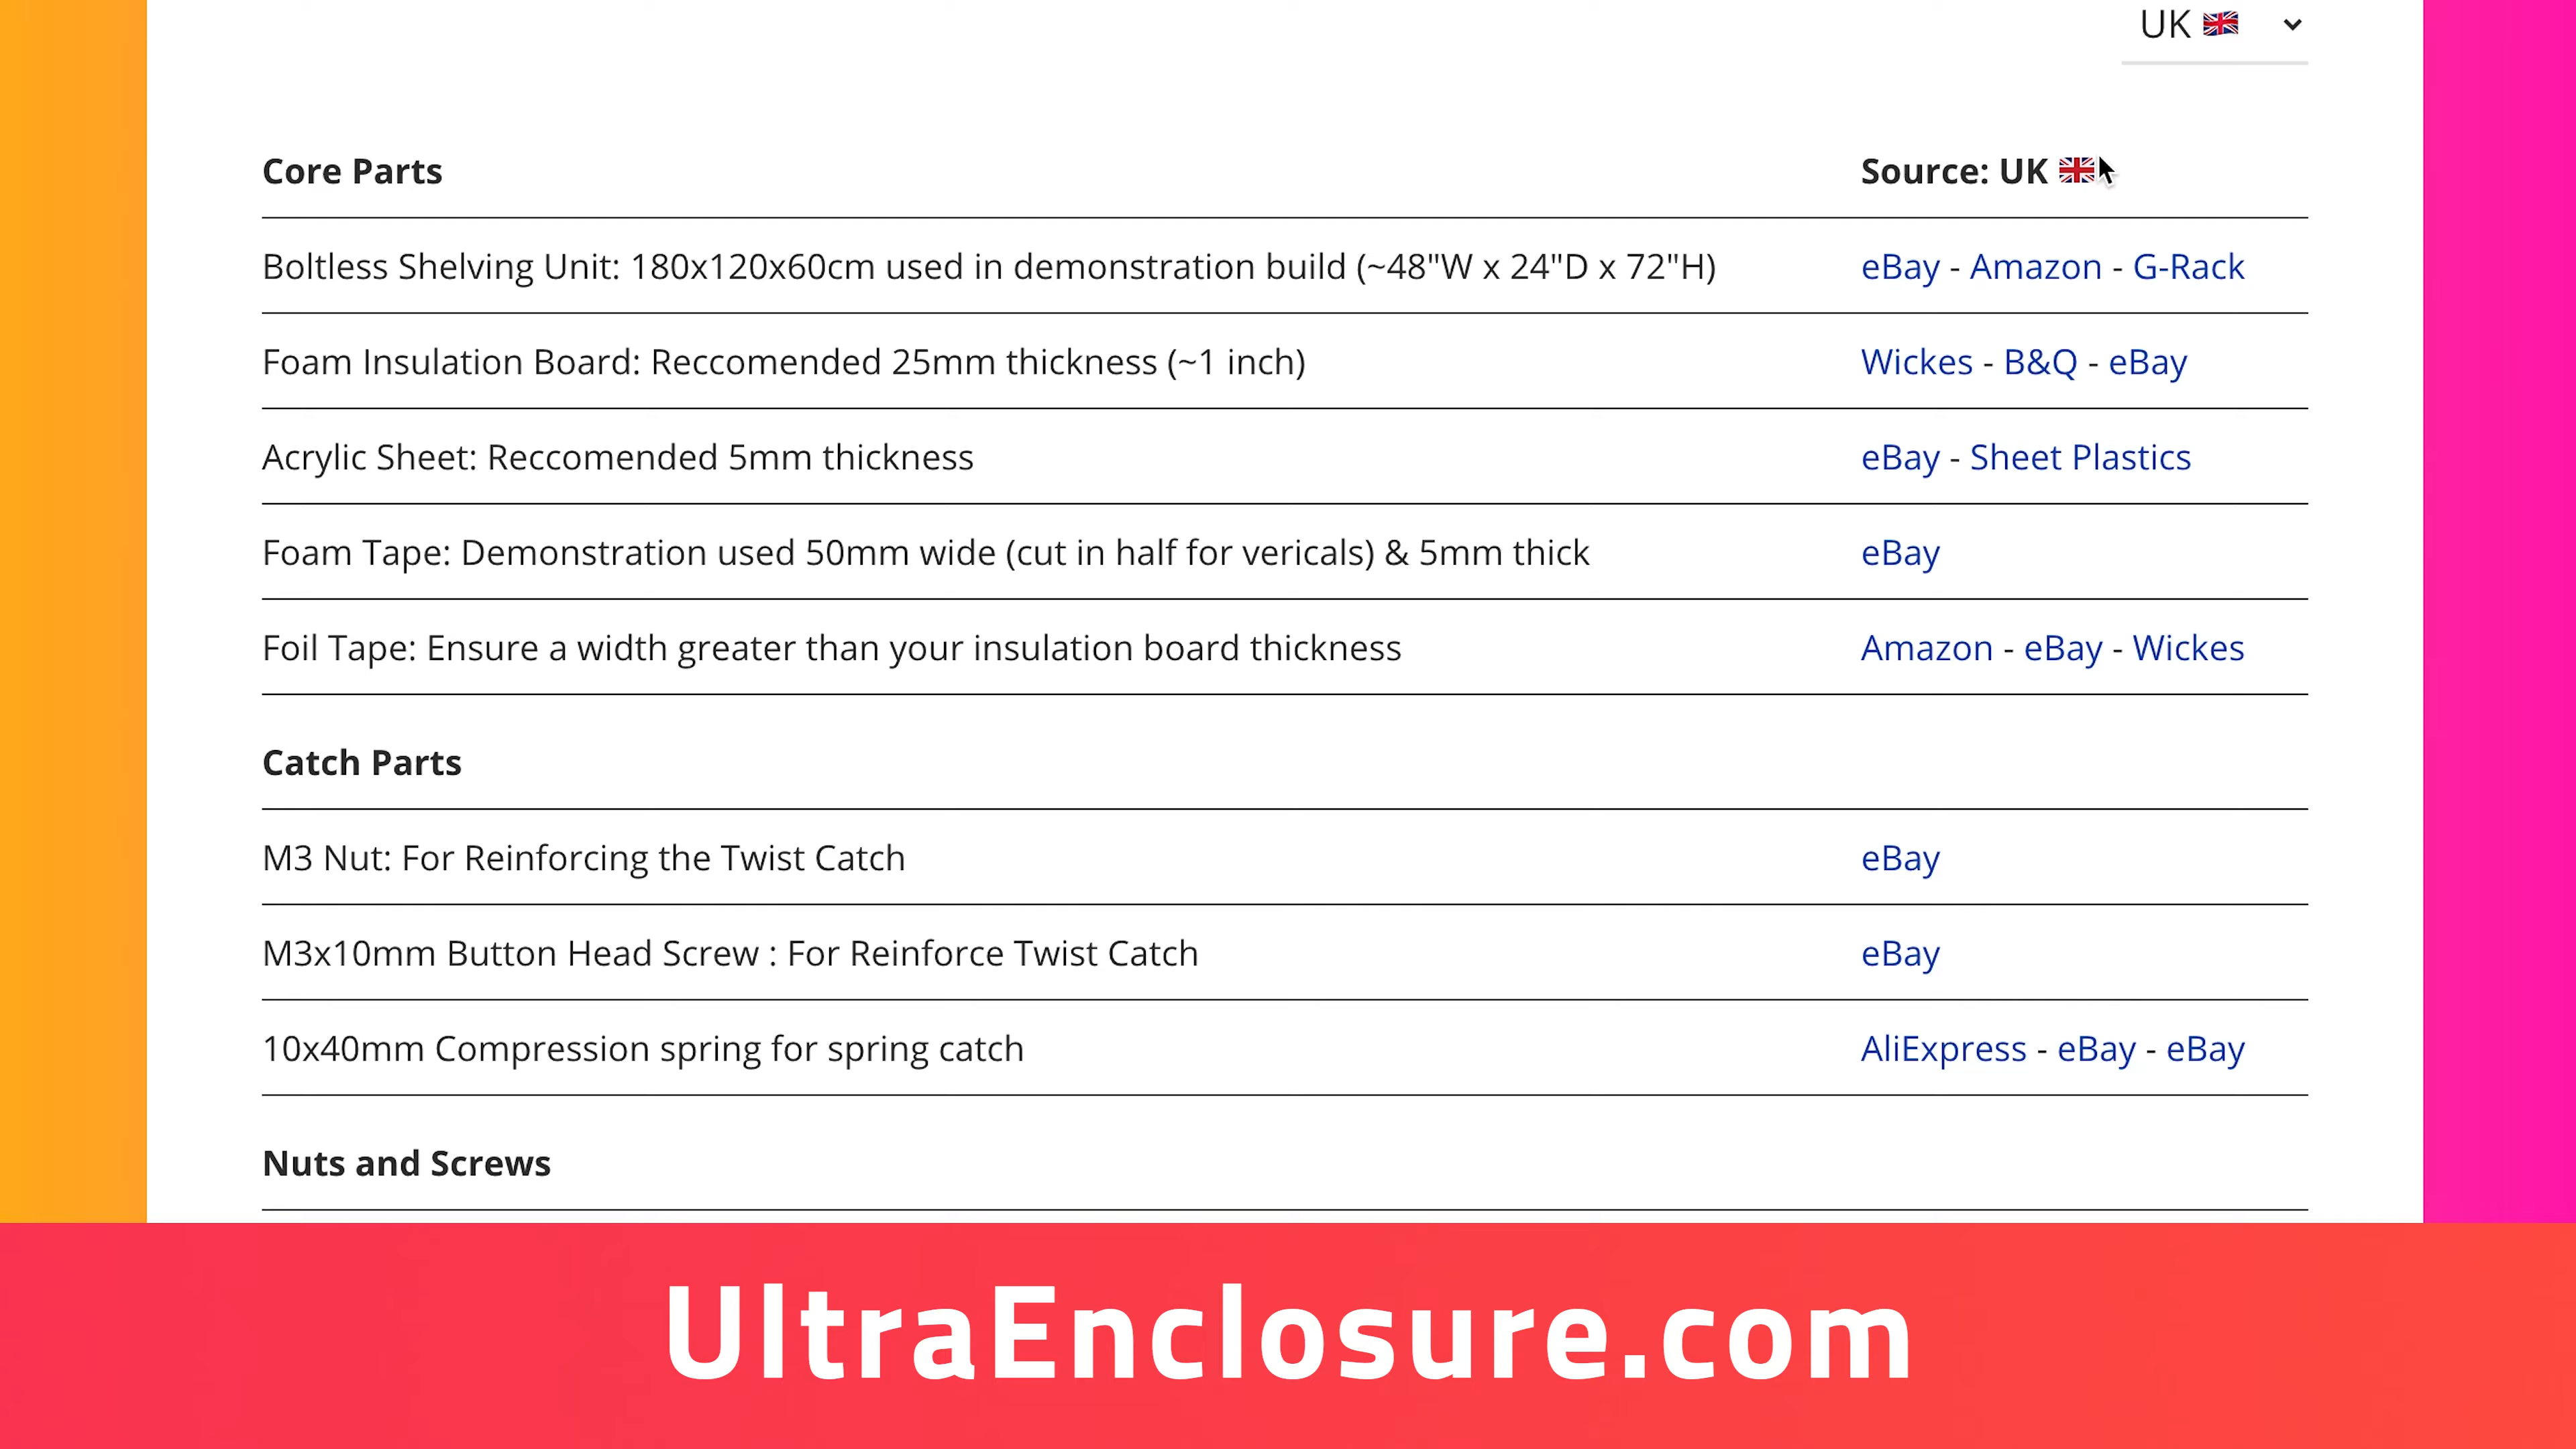 UK 🇬🇧
Core Parts Source: UK 🇬🇧
Boltless Shelving Unit: 180x120x60cm used in demonstration build (~48"W x 24"D x 72"H) eBay - Amazon - G-Rack
Foam Insulation Board: Reccomended 25mm thickness (~1 inch) Wickes - B&Q - eBay
Acrylic Sheet: Reccomended 5mm thickness eBay - Sheet Plastics
Foam Tape: Demonstration used 50mm wide (cut in half for vericals) & 5mm thick eBay
Foil Tape: Ensure a width greater than your insulation board thickness Amazon - eBay - Wickes
Catch Parts
M3 Nut: For Reinforcing the Twist Catch eBay
M3x10mm Button Head Screw : For Reinforce Twist Catch eBay
10x40mm Compression spring for spring catch AliExpress - eBay - eBay
Nuts and Screws
UltraEnclosure.com